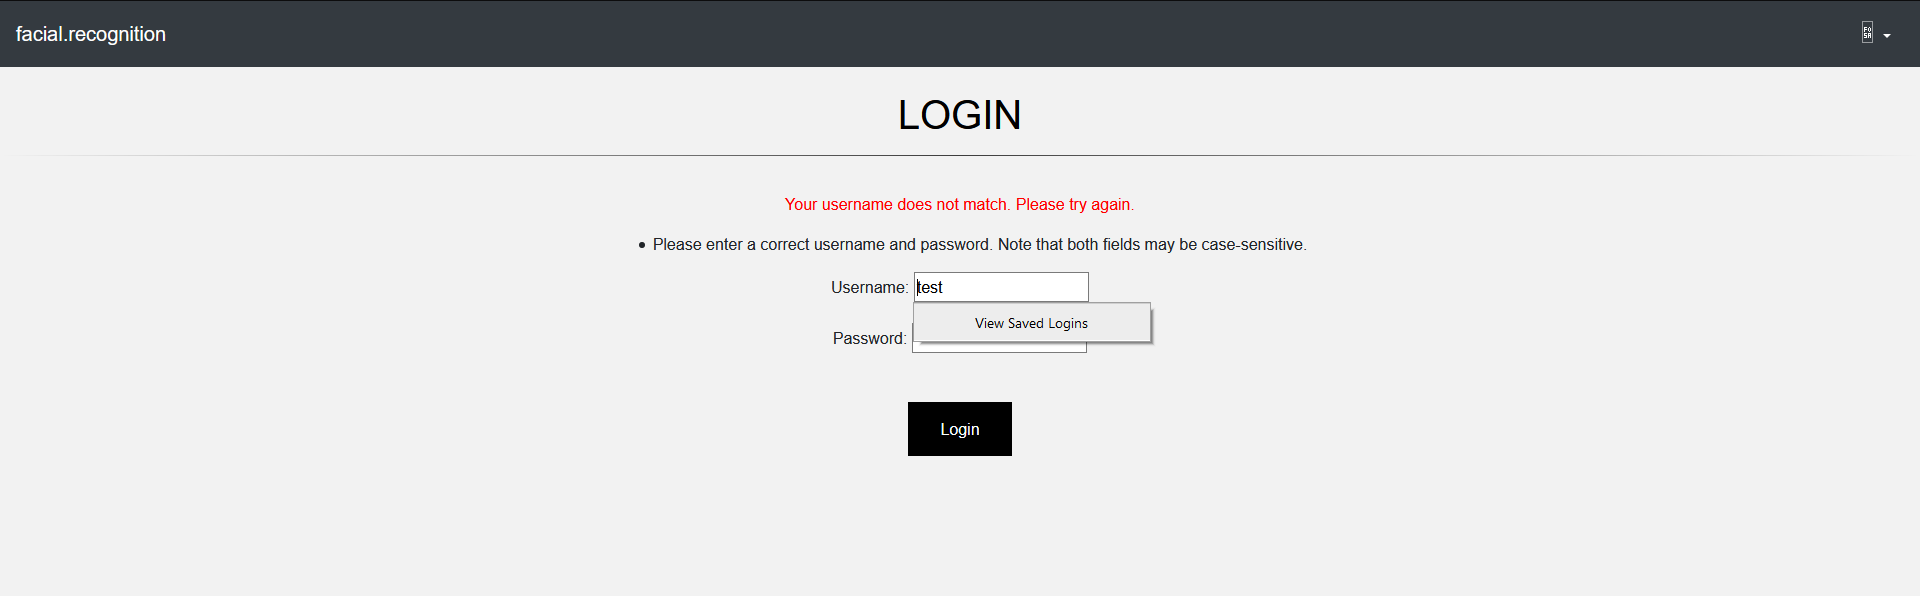 facial.recognition
LOGIN
Your username does not match. Please try again.
• Please enter a correct username and password. Note that both fields may be case-sensitive.
Username: test
View Saved Logins
Password:
Login